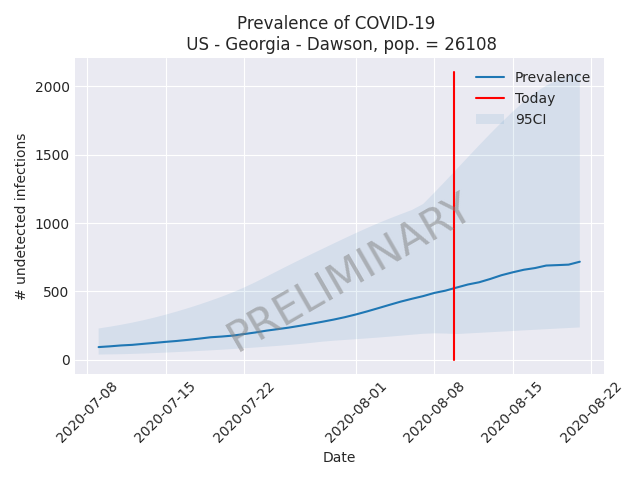 Prevalence of COVID-19
US - Georgia - Dawson, pop. = 26108
# undetected infections
2000
1500
1000
500
0
Prevalence
Today
95CI
PRELIMINARY
2020-07-08
2020-07-15
2020-07-22
2020-08-01
2020-08-08
2020-08-15
2020-08-22
Date